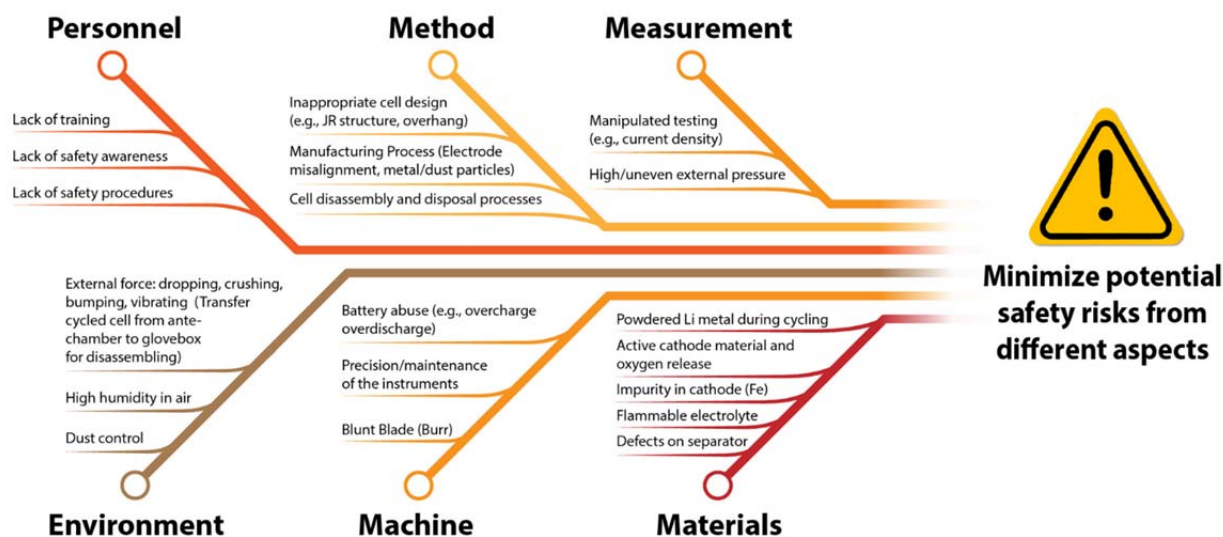 Personnel
Method
Measurement
Lack of training
Lack of safety awareness
Lack of safety procedures
Inappropriate cell design
(e.g., JR structure, overhang)
Manufacturing Process (Electrode
misalignment, metal/dust particles)
Cell disassembly and disposal processes
Manipulated testing
(e.g., current density)
High/uneven external pressure
Minimize potential
safety risks from
different aspects
External force: dropping, crushing,
bumping, vibrating (Transfer
cycled cell from ante-
chamber to glovebox
for disassembling)
High humidity in air
Dust control
Battery abuse (e.g., overcharge
overdischarge)
Precision/maintenance
of the instruments
Blunt Blade (Burr)
Powdered Li metal during cycling
Active cathode material and
oxygen release
Impurity in cathode (Fe)
Flammable electrolyte
Defects on separator
Environment
Machine
Materials